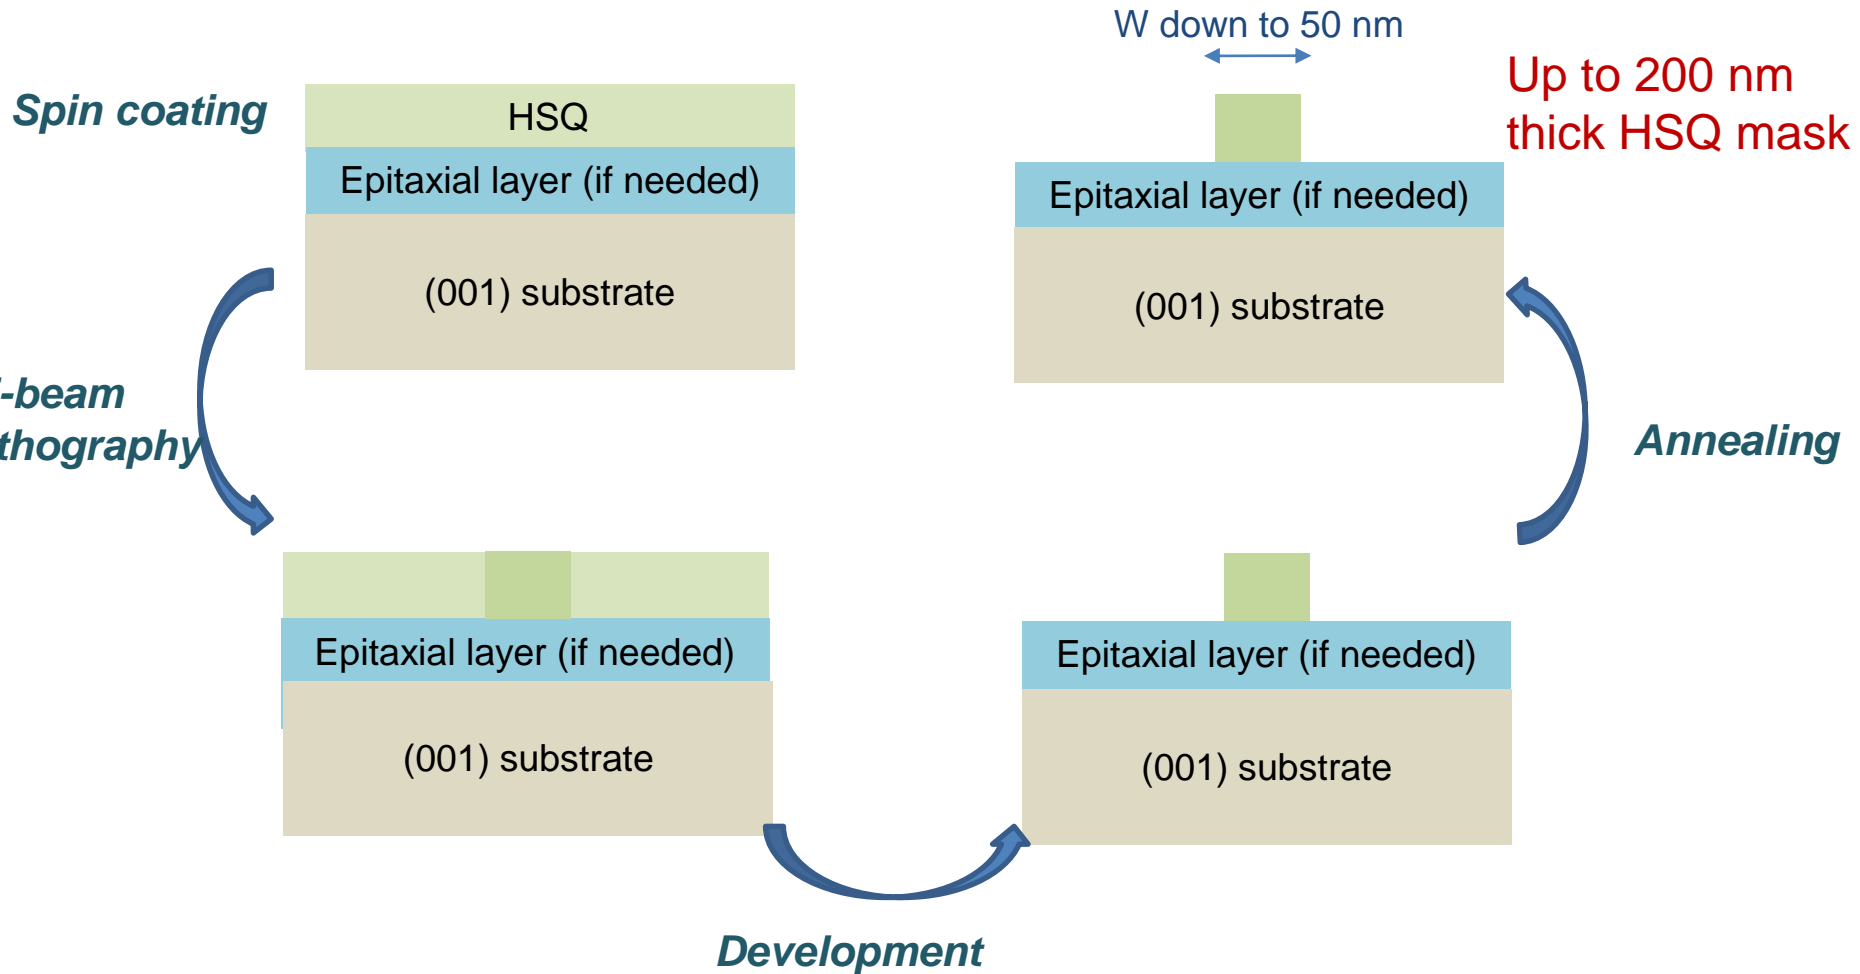 W down to 50 nm
Up to 200 nm
thick HSQ mask
Spin coating
HSQ
Epitaxial layer (if needed)
(001) substrate
Epitaxial layer (if needed)
(001) substrate
-beam
thography
Annealing
Epitaxial layer (if needed)
(001) substrate
Epitaxial layer (if needed)
(001) substrate
Development